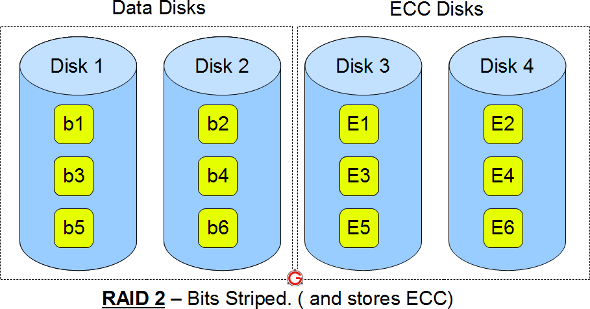 Data Disks ECC Disks
Disk 1 Disk 2 Disk 3 Disk 4
b1 b2 E1 E2
b3 b4 E3 E4
b5 b6 E5 E6
G
RAID 2 – Bits Striped. ( and stores ECC)